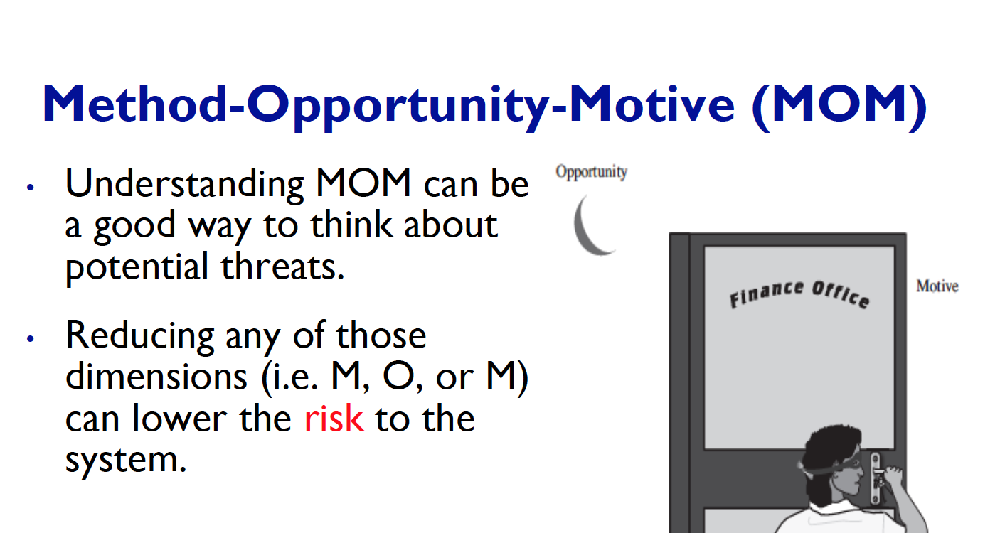 Method-Opportunity-Motive (MOM)
• Understanding MOM can be
a good way to think about
potential threats.
• Reducing any of those
dimensions (i.e. M, O, or M)
can lower the risk to the
system.
Opportunity
Finance Office
Motive